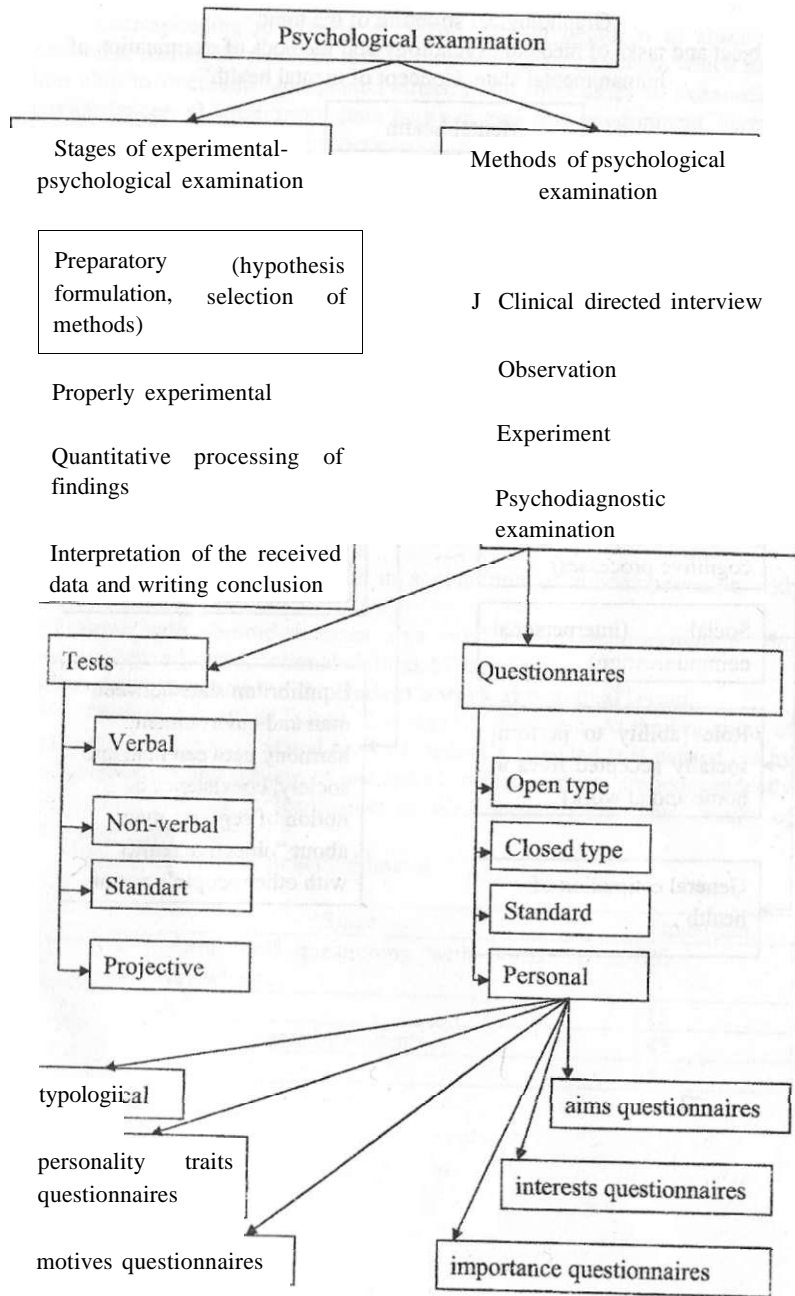 Psychological examination
Stages of experimental-
psychological examination
Methods of psychological
examination
Preparatory (hypothesis
formulation, selection of
methods)
J Clinical directed interview
Observation
Properly experimental
Experiment
Quantitative processing of
findings
Psychodiagnostic
examination
Interpretation of the received
data and writing conclusion
Tests
Verbal
Non-verbal
Standart
Projective
Questionnaires
Open type
Closed type
Standard
Personal
typological
personality traits
questionnaires
motives questionnaires
aims questionnaires
interests questionnaires
importance questionnaires